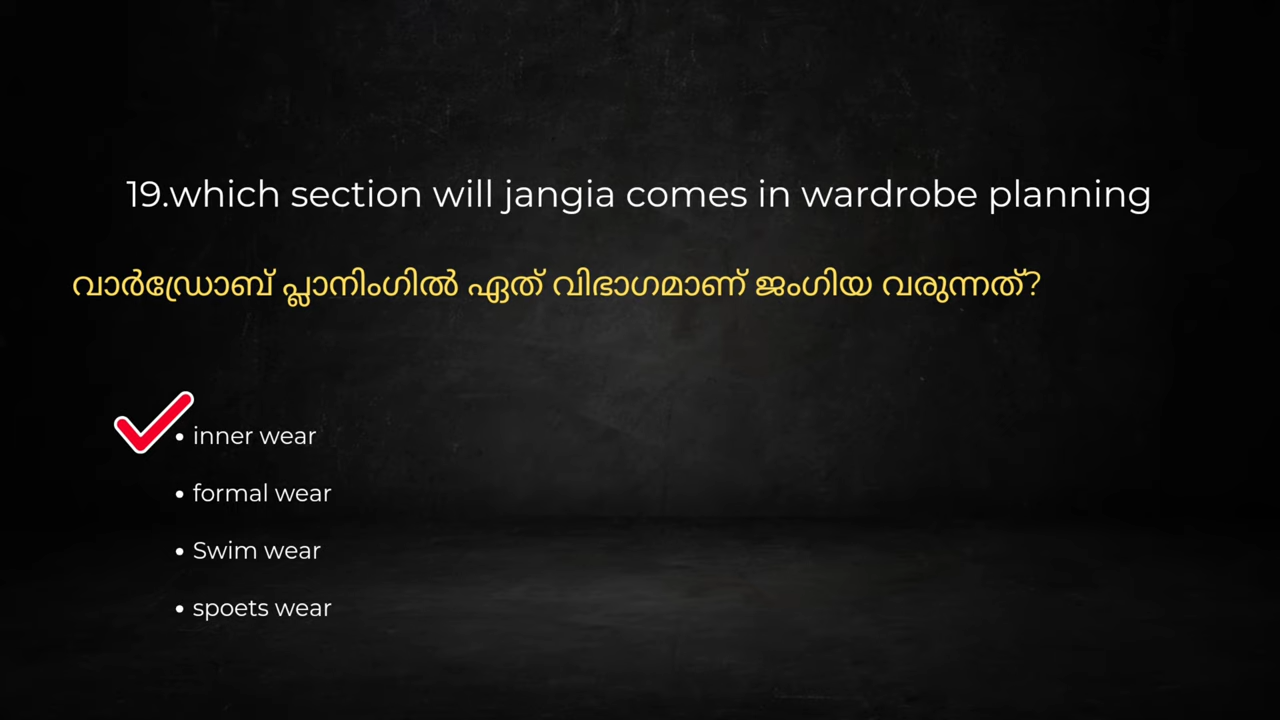 19.which section will jangia comes in wardrobe planning
വാർഡ്രോബ് പ്ലാനിംഗിൽ ഏത് വിഭാഗമാണ് ജംഗിയ വരുന്നത്?
• inner wear
• formal wear
• Swim wear
• spoets wear